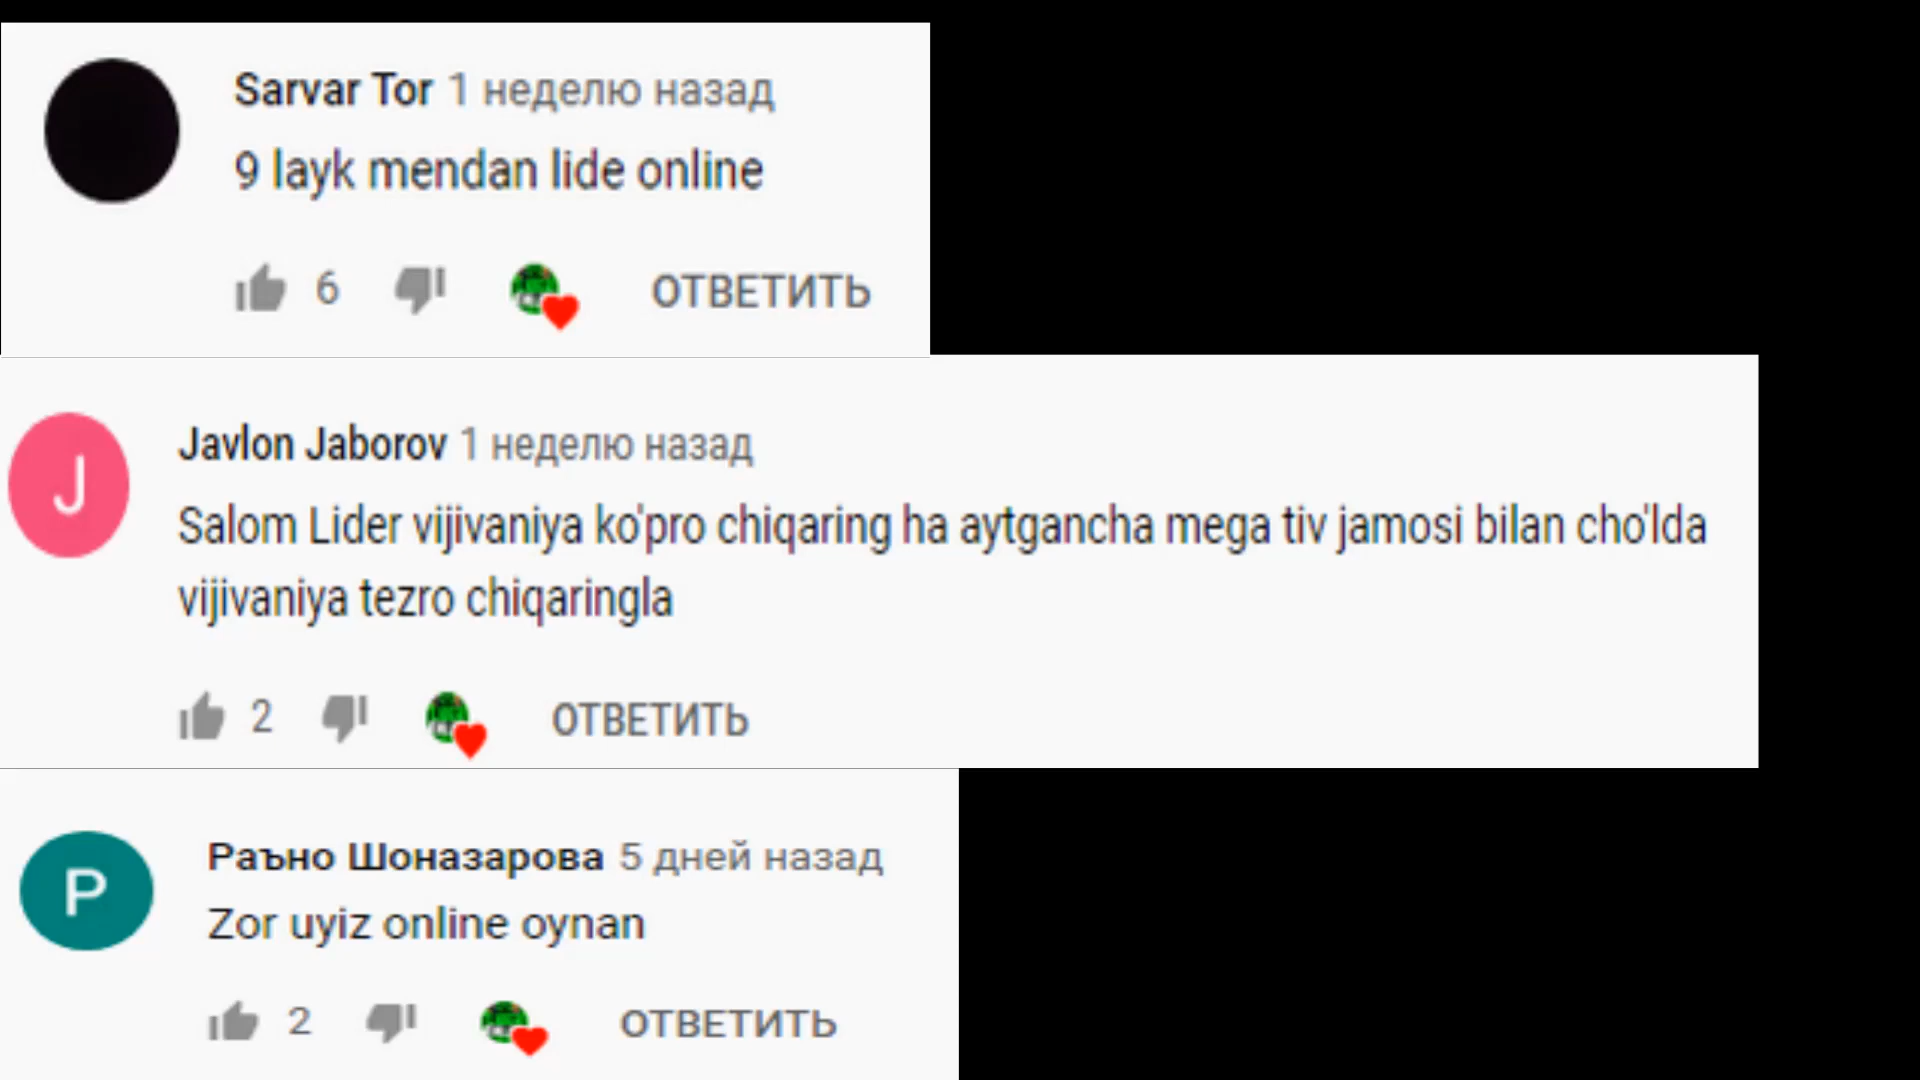 Sarvar Tor 1 неделю назад
9 layk mendan lide online
6 ОТВЕТИТЬ
J
Javlon Jaborov 1 неделю назад
Salom Lider vijivaniya ko'pro chiqaring ha aytgancha mega tiv jamosi bilan cho'lda
vijivaniya tezro chiqaringla
2 ОТВЕТИТЬ
Р
Раъно Шоназарова 5 дней назад
Zor uyiz online oynan
2 ОТВЕТИТЬ